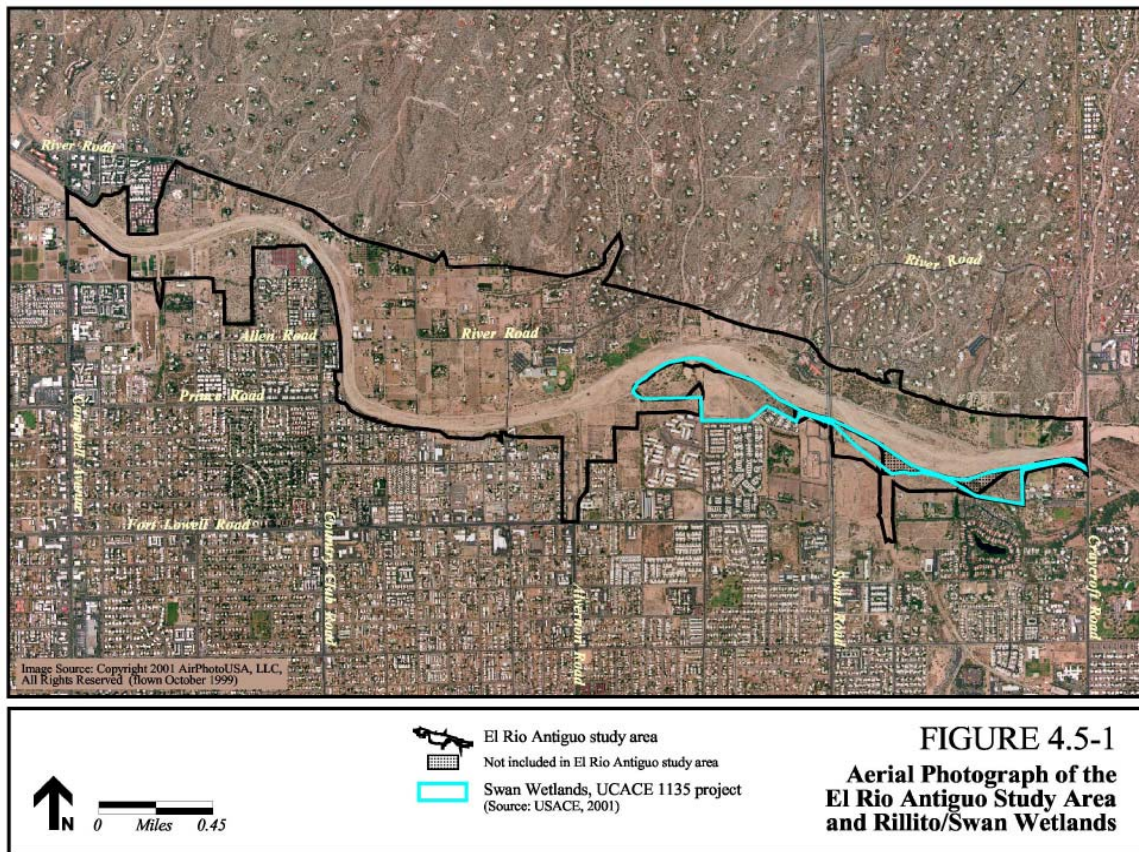 River Road
River Road
Allen Road
River Road
Prince Road
Campbell Avenue
Fort Lowell Road
Country Club Road
Alvernon Road
Swan Road
Craycroft Road
Image Source: Copyright 2001 AirPhotoUSA, LLC,
All Rights Reserved (flown October 1999)
El Rio Antiguo study area
Not included in El Rio Antiguo study area
Swan Wetlands, UCACE 1135 project
(Source: USACE, 2001)
N
0 Miles 0.45
FIGURE 4.5-1
Aerial Photograph of the
El Rio Antiguo Study Area
and Rillito/Swan Wetlands